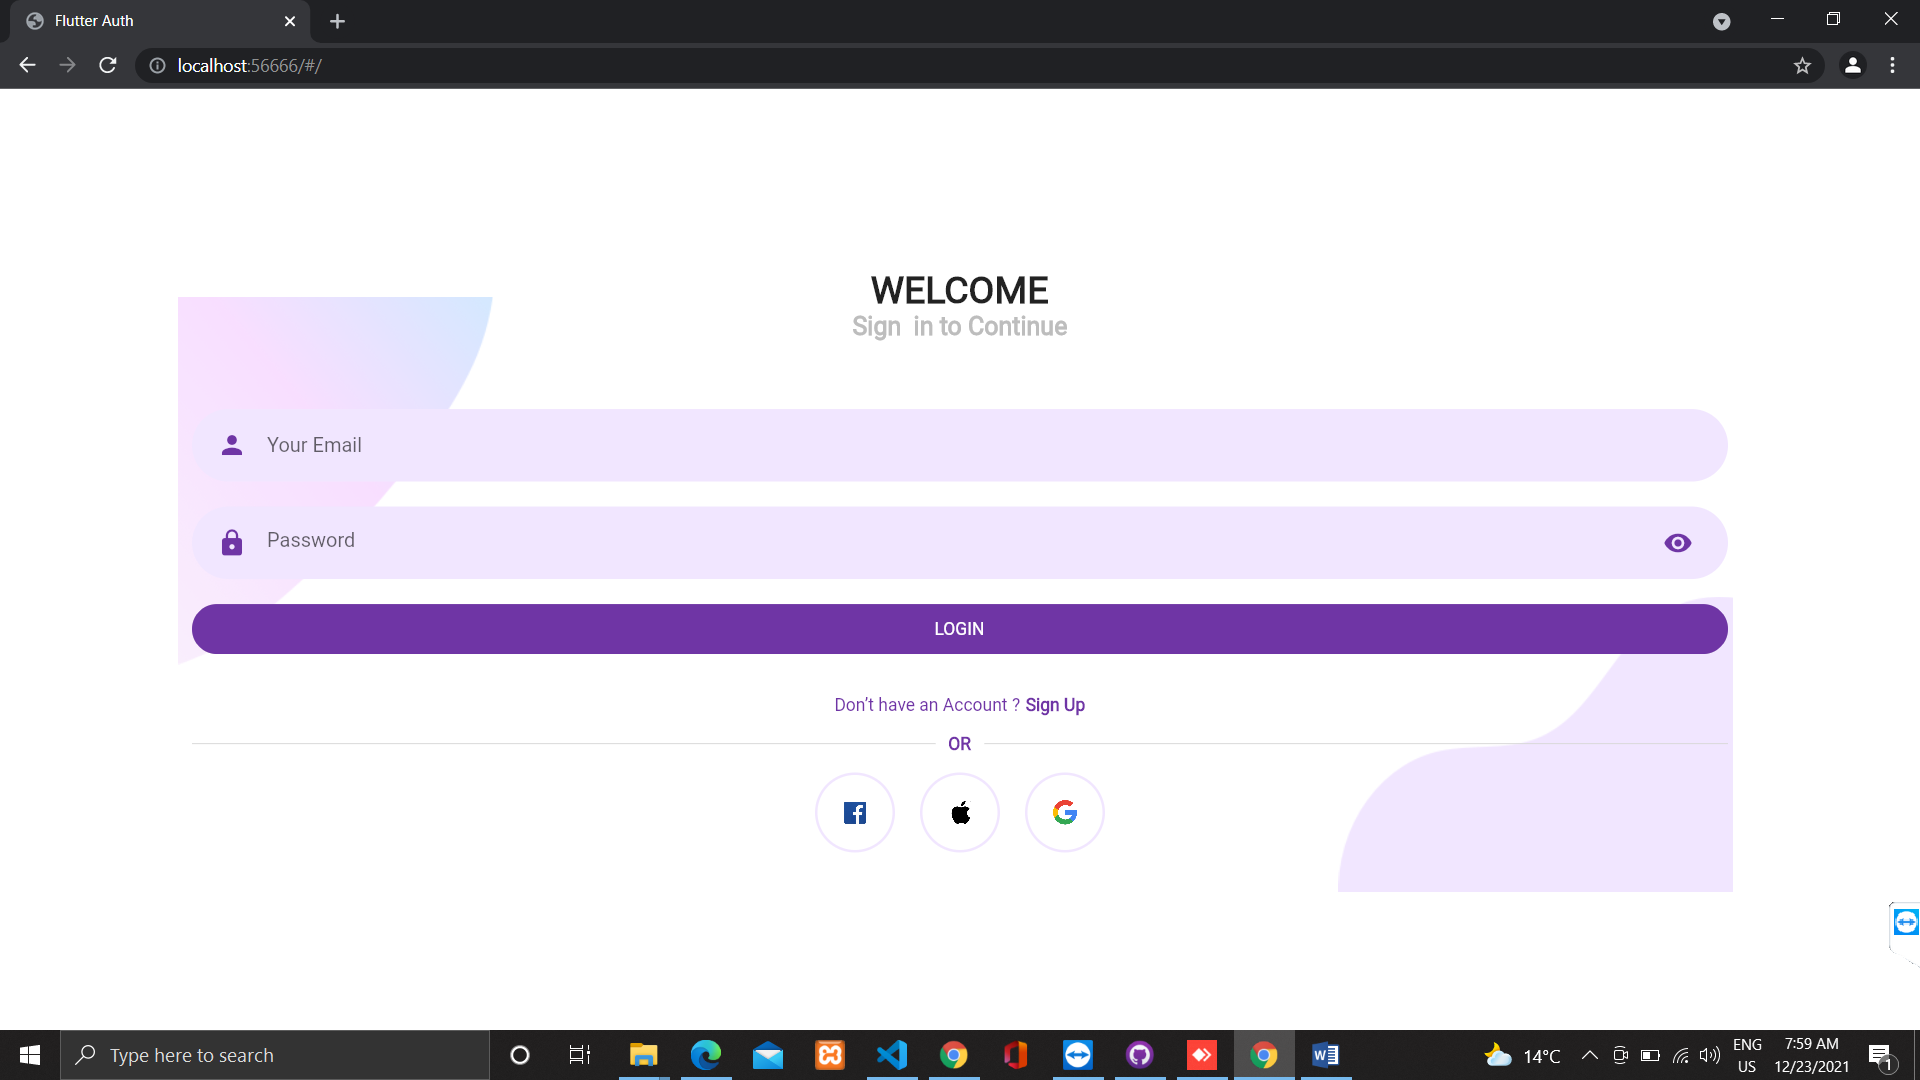 Flutter Auth
localhost:56666/#/
WELCOME
Sign  in to Continue
Your Email
Password
LOGIN
Don’t have an Account ? Sign Up
OR
Type here to search
14°C
ENG
US
7:59 AM
12/23/2021
1